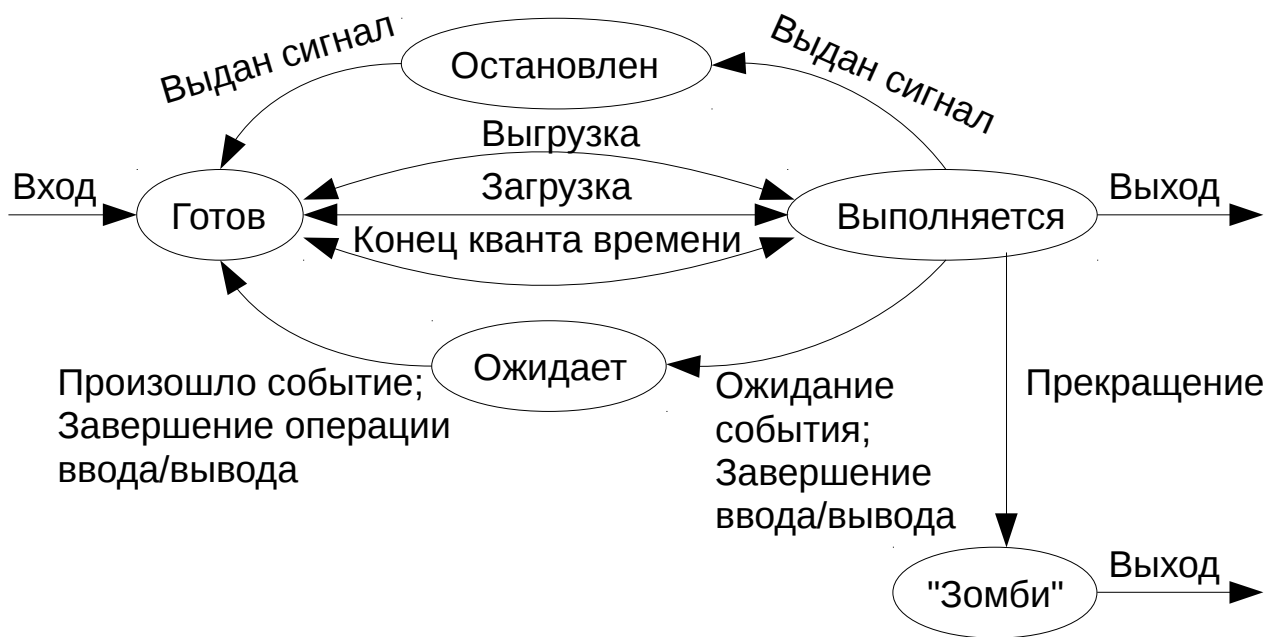 Выдан сигнал
Остановлен
Выдан сигнал
Выгрузка
Вход
Загрузка
Выход
Готов
Выполняется
Конец кванта времени
Ожидает
Произошло событие;
Завершение операции
ввода/вывода
Ожидание
события;
Завершение
ввода/вывода
Прекращение
"Зомби"
Выход